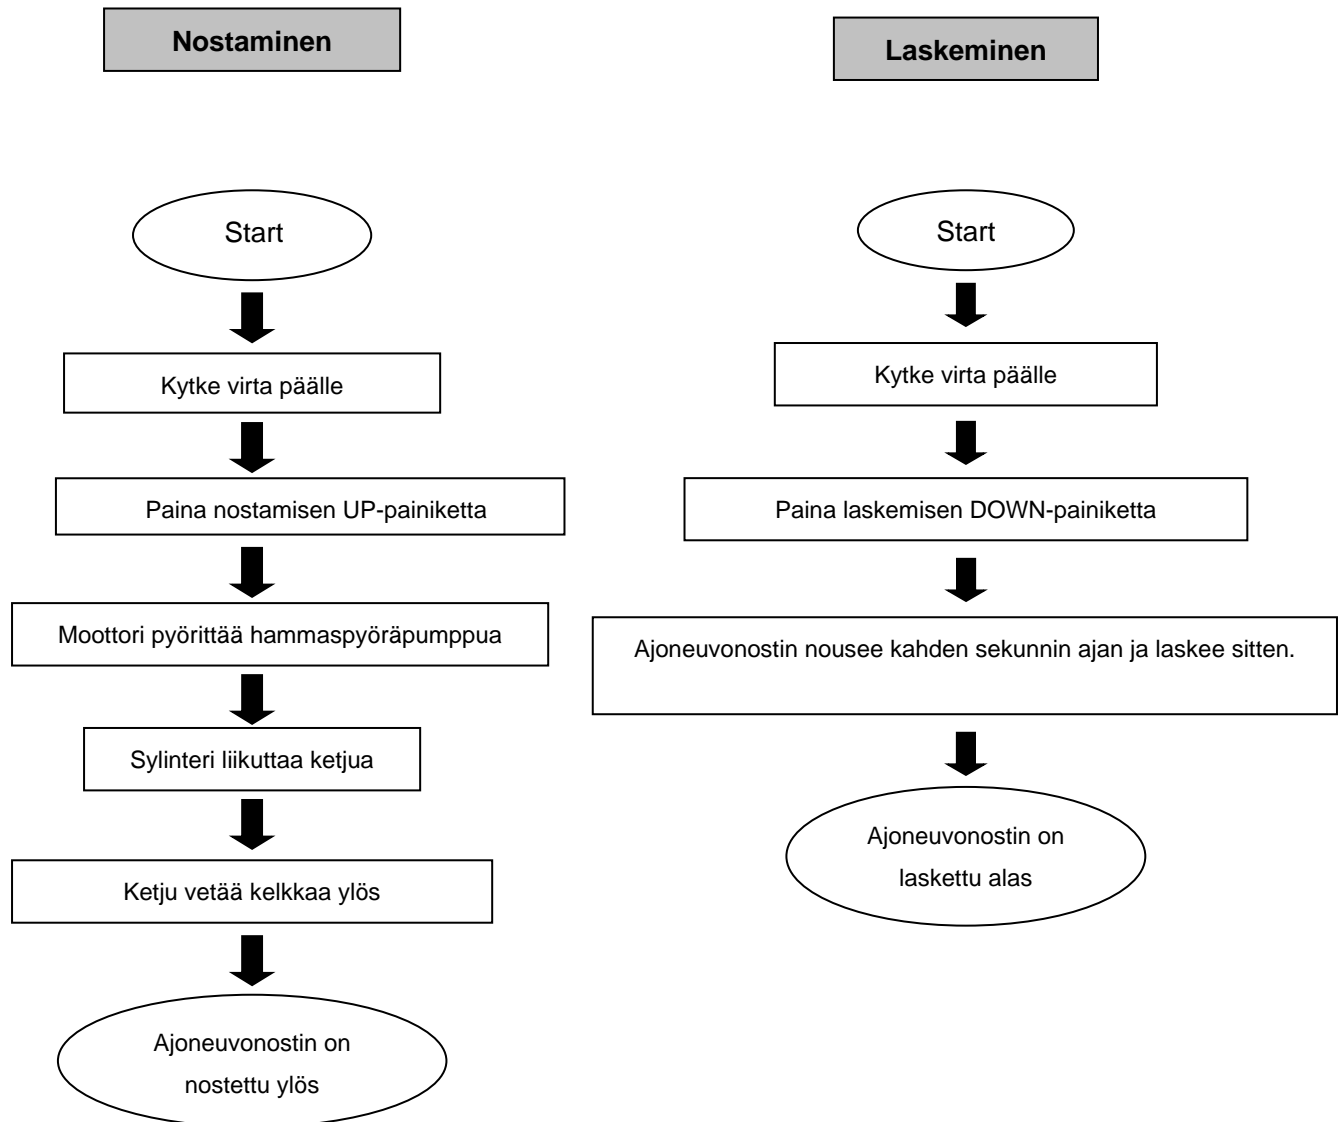 Nostaminen
Start
Kytke virta päälle
Paina nostamisen UP-painiketta
Moottori pyörittää hammaspyöräpumppua
Sylinteri liikuttaa ketjua
Ketju vetää kelkkaa ylös
Ajoneuvonostin on
nostettu ylös
Laskeminen
Start
Kytke virta päälle
Paina laskemisen DOWN-painiketta
Ajoneuvonostin nousee kahden sekunnin ajan ja laskee sitten.
Ajoneuvonostin on
laskettu alas